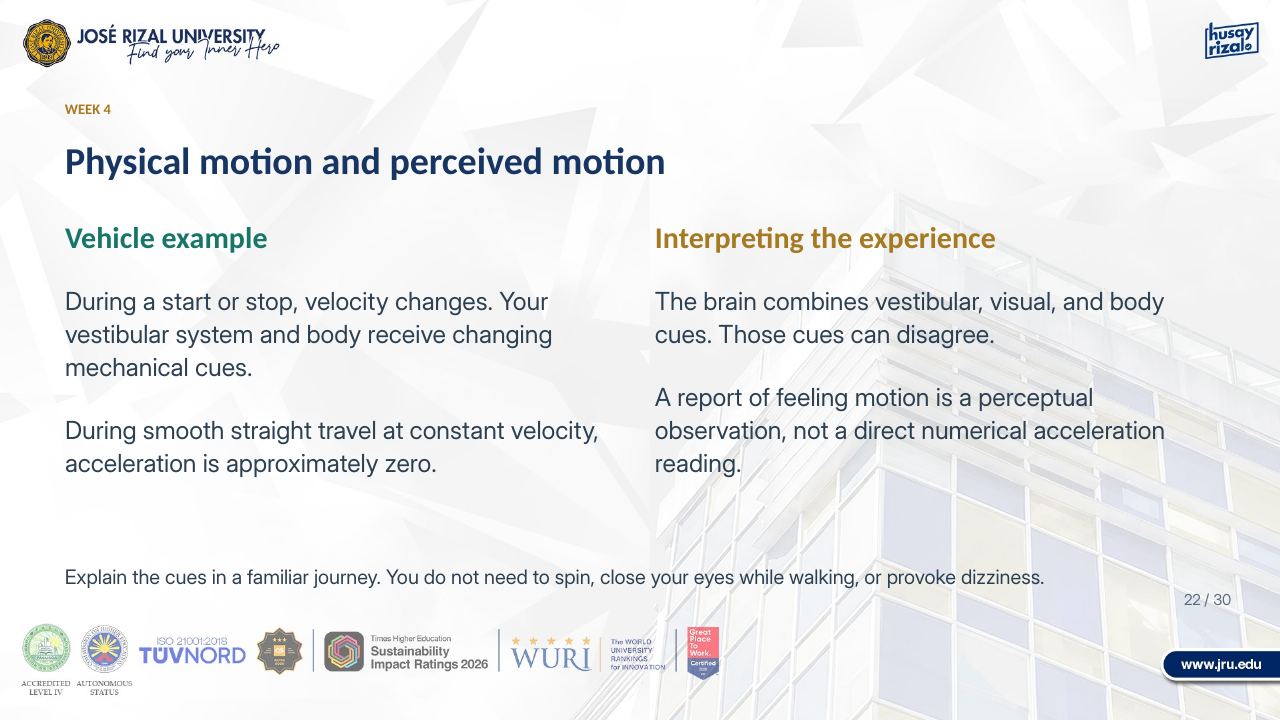 JOSÉ RIZAL UNIVERSITY
Find your Inner Hero
husay
rizal
WEEK 4
Physical motion and perceived motion
Vehicle example
During a start or stop, velocity changes. Your
vestibular system and body receive changing
mechanical cues.
During smooth straight travel at constant velocity,
acceleration is approximately zero.
Interpreting the experience
The brain combines vestibular, visual, and body
cues. Those cues can disagree.
A report of feeling motion is a perceptual
observation, not a direct numerical acceleration
reading.
Explain the cues in a familiar journey. You do not need to spin, close your eyes while walking, or provoke dizziness.
22 / 30
ACCREDITED
LEVEL IV
AUTONOMOUS
STATUS
ISO 21001:2018
TÜVNORD
Times Higher Education
Sustainability
Impact Ratings 2026
WURI
The WORLD
UNIVERSITY
RANKINGS
for INNOVATION
Great
Place
To
Work.
Certified
www.jru.edu